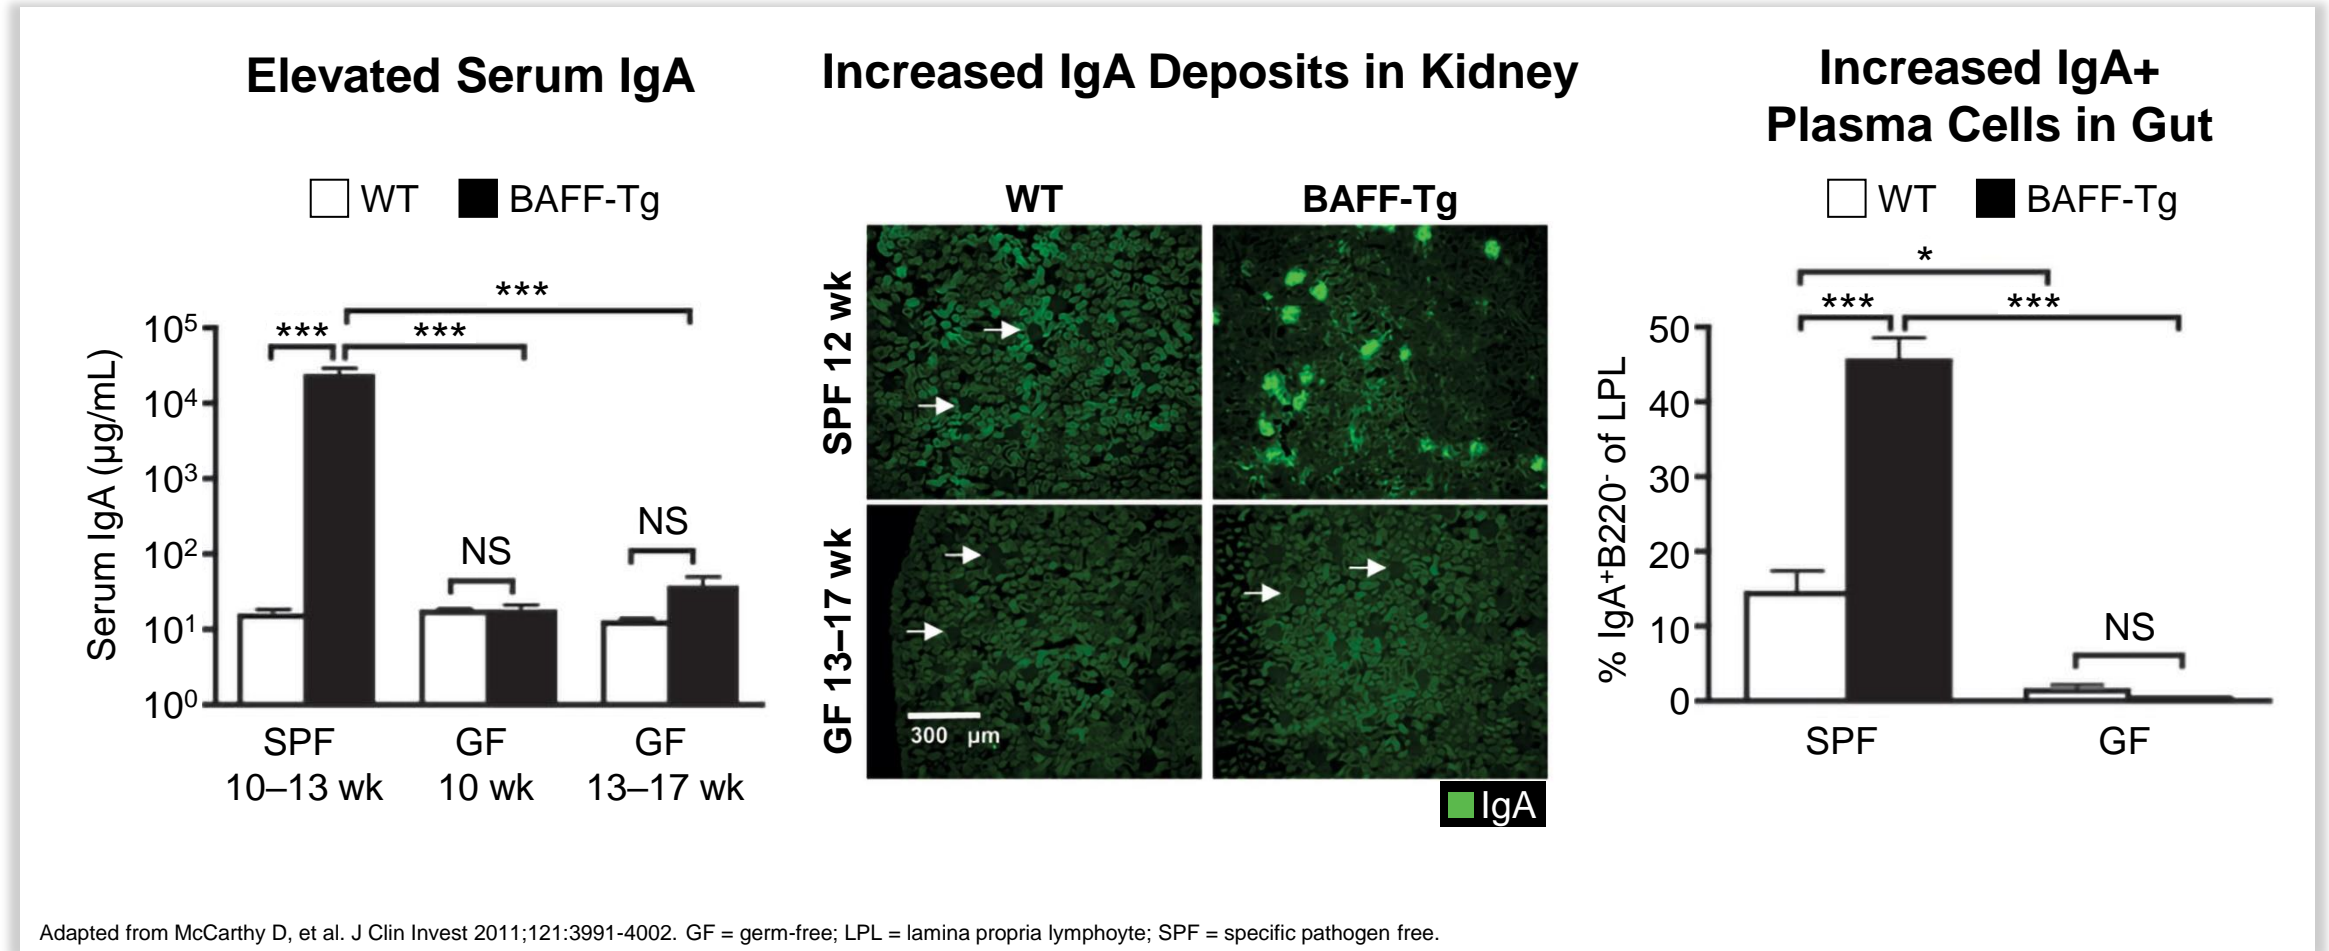 Elevated Serum IgA
WT BAFF-Tg
***
*** ***
NS
NS
Serum IgA (µg/mL)
10⁵
10⁴
10³
10²
10¹
10⁰
SPF GF GF
10–13 wk 10 wk 13–17 wk
Increased IgA Deposits in Kidney
WT BAFF-Tg
SPF 12 wk
GF 13–17 wk
300 µm
IgA
Increased IgA+
Plasma Cells in Gut
WT BAFF-Tg
*
*** ***
NS
% IgA⁺B220⁻ of LPL
50
40
30
20
10
0
SPF GF
Adapted from McCarthy D, et al. J Clin Invest 2011;121:3991-4002. GF = germ-free; LPL = lamina propria lymphoyte; SPF = specific pathogen free.